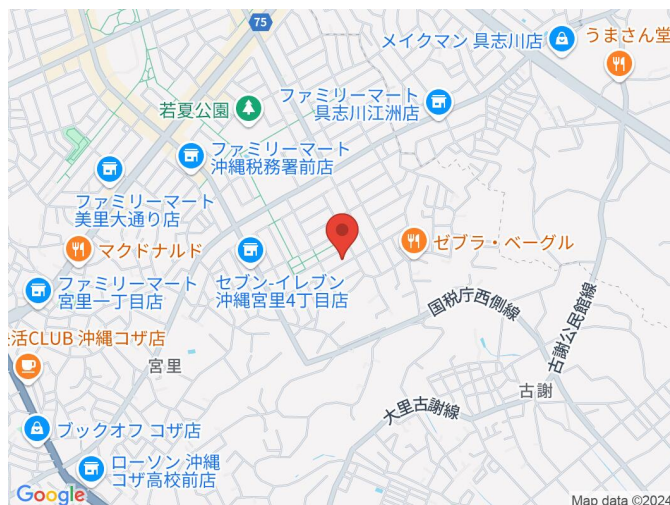 75
メイクマン 具志川店
うまさん堂
若夏公園
ファミリーマート
具志川江洲店
ファミリーマート
沖縄税務署前店
ファミリーマート
美里大通り店
マクドナルド
ゼブラ・ベーグル
セブン-イレブン
沖縄宮里4丁目店
ファミリーマート
宮里一丁目店
国税庁西側線
古謝公民館線
活CLUB 沖縄コザ店
宮里
古謝
大里古謝線
ブックオフ コザ店
ローソン 沖縄
コザ高校前店
Google
Map data ©2024